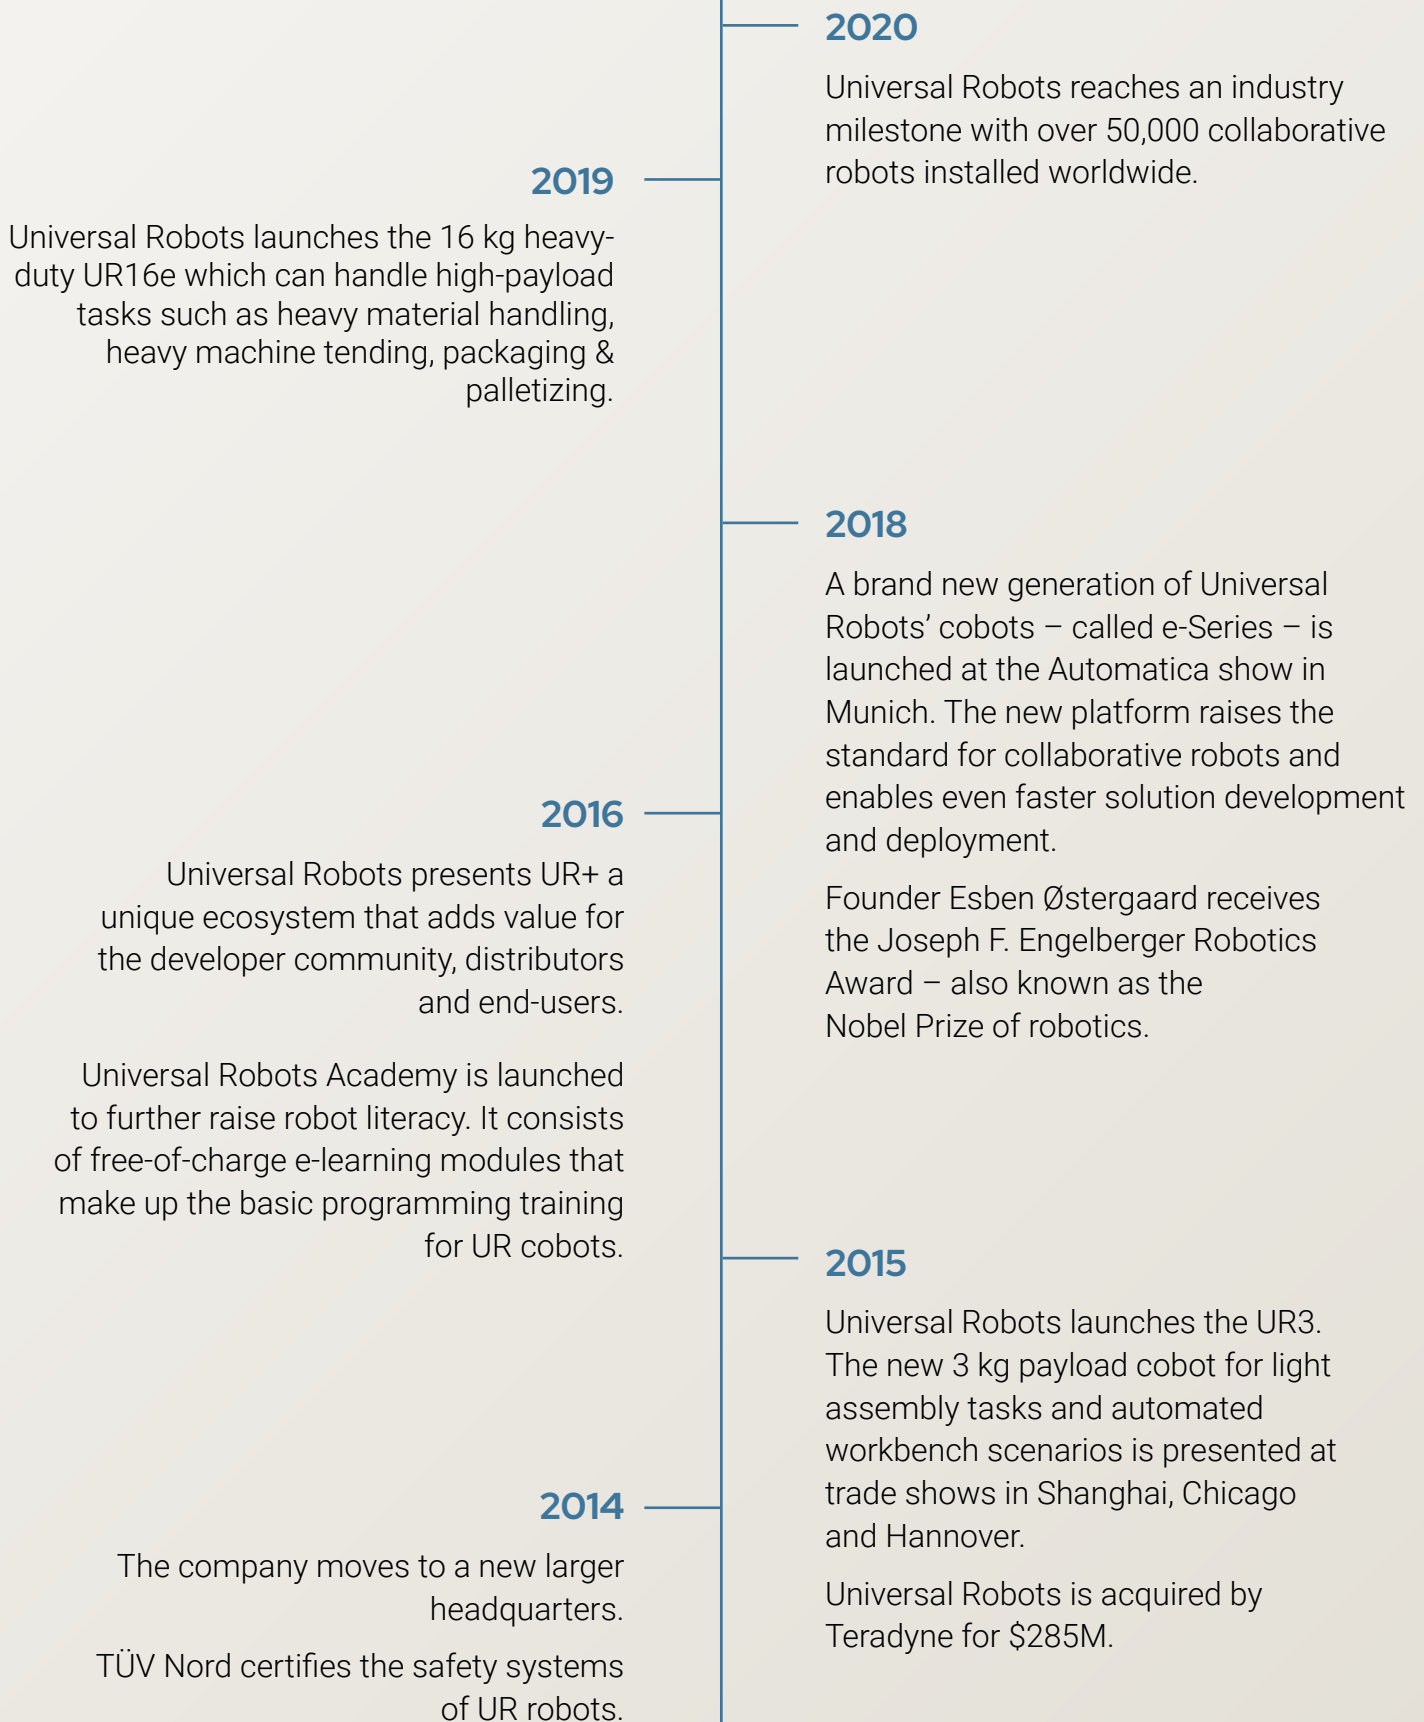 2020
Universal Robots reaches an industry
milestone with over 50,000 collaborative
robots installed worldwide.
2019
Universal Robots launches the 16 kg heavy-
duty UR16e which can handle high-payload
tasks such as heavy material handling,
heavy machine tending, packaging &
palletizing.
2018
A brand new generation of Universal
Robots’ cobots – called e-Series – is
launched at the Automatica show in
Munich. The new platform raises the
standard for collaborative robots and
enables even faster solution development
and deployment.
Founder Esben Østergaard receives
the Joseph F. Engelberger Robotics
Award – also known as the
Nobel Prize of robotics.
2016
Universal Robots presents UR+ a
unique ecosystem that adds value for
the developer community, distributors
and end-users.
Universal Robots Academy is launched
to further raise robot literacy. It consists
of free-of-charge e-learning modules that
make up the basic programming training
for UR cobots.
2015
Universal Robots launches the UR3.
The new 3 kg payload cobot for light
assembly tasks and automated
workbench scenarios is presented at
trade shows in Shanghai, Chicago
and Hannover.
Universal Robots is acquired by
Teradyne for $285M.
2014
The company moves to a new larger
headquarters.
TÜV Nord certifies the safety systems
of UR robots.